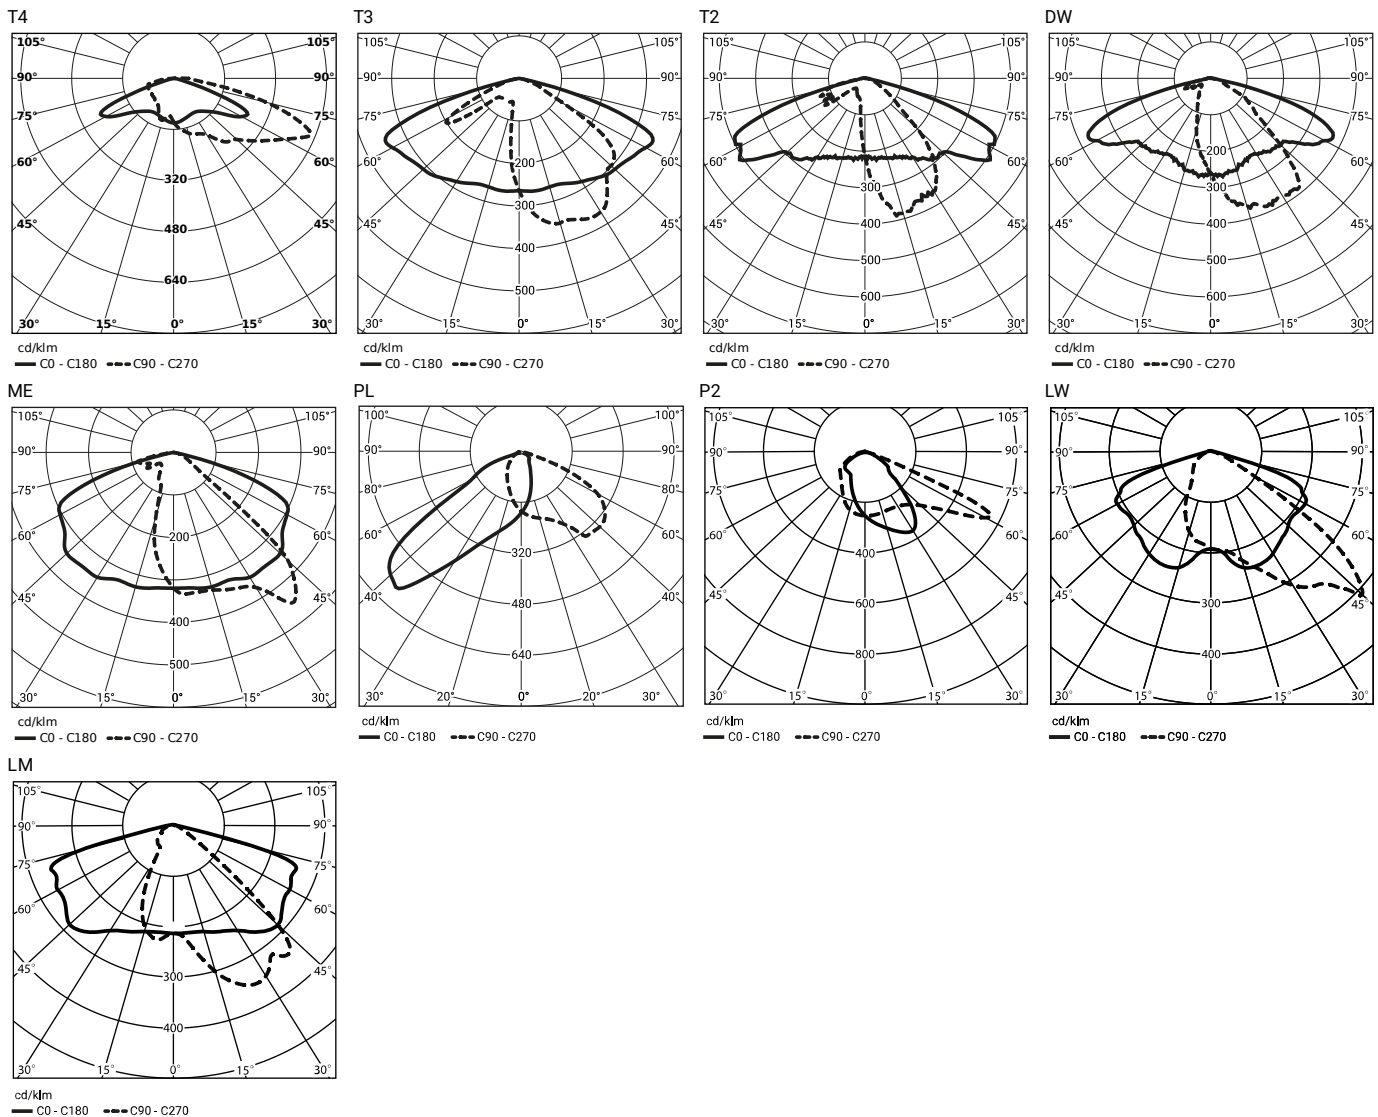 T4 T3 T2 DW
105° 105° 105° 105° 105° 105° 105° 105°
90° 90° 90° 90° 90° 90° 90° 90°
75° 75° 75° 75° 75° 75° 75° 75°
60° 60° 60° 60° 60° 60° 60° 60°
320 200 200
300 300 300
45° 480 45° 45° 400 45° 45° 400 45° 45° 400 45°
640 500 500 500
600 600
30° 15° 0° 15° 30° 30° 15° 0° 15° 30° 30° 15° 0° 15° 30° 30° 15° 0° 15° 30°
cd/klm cd/klm cd/klm cd/klm
C0 - C180 C90 - C270 C0 - C180 C90 - C270 C0 - C180 C90 - C270 C0 - C180 C90 - C270
ME PL P2 LW
105° 105° 100° 100° 105° 105° 105° 105°
90° 90° 90° 90° 90° 90° 90° 90°
75° 75° 80° 80° 75° 75° 75° 75°
60° 200 60° 60° 60° 60° 60° 60° 60°
320 400
45° 45° 40° 480 40° 45° 600 45° 45° 300 45°
400 640 800 400
500
30° 15° 0° 15° 30° 30° 20° 0° 20° 30° 30° 15° 0° 15° 30° 30° 15° 0° 15° 30°
cd/klm cd/klm cd/klm cd/klm
C0 - C180 C90 - C270 C0 - C180 C90 - C270 C0 - C180 C90 - C270 C0 - C180 C90 - C270
LM
105° 105°
90° 90°
75° 75°
60° 60°
45° 300 45°
400
30° 15° 0° 15° 30°
cd/klm
C0 - C180 C90 - C270